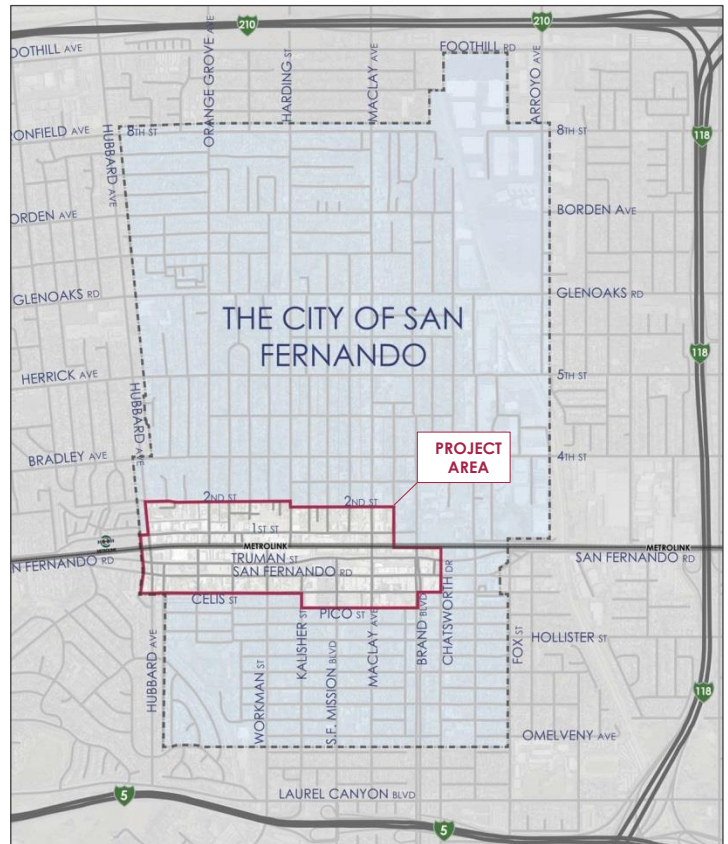 210
210
OOTHILL AVE
FOOTHILL RD
ORANGE GROVE AVE
HARDING ST
MACLAY AVE
ARROYO AVE
HUBBARD AVE
RONFIELD AVE
8TH ST
8TH ST
118
ORDEN AVE
BORDEN AVE
GLENOAKS RD
GLENOAKS RD
THE CITY OF SAN
FERNANDO
118
HERRICK AVE
5TH ST
HUBBARD AVE
BRADLEY AVE
PROJECT
AREA
4TH ST
2ND ST
2ND ST
1ST ST
METROLINK
METROLINK
TRUMAN ST
N FERNANDO RD
SAN FERNANDO RD
SAN FERNANDO RD
CELIS ST
PICO ST
HUBBARD AVE
WORKMAN ST
KALISHER ST
S.F. MISSION BLVD
MACLAY AVE
BRAND BLVD
CHATSWORTH DR
FOX ST
HOLLISTER ST
118
OMELVENY AVE
5
LAUREL CANYON BLVD
5